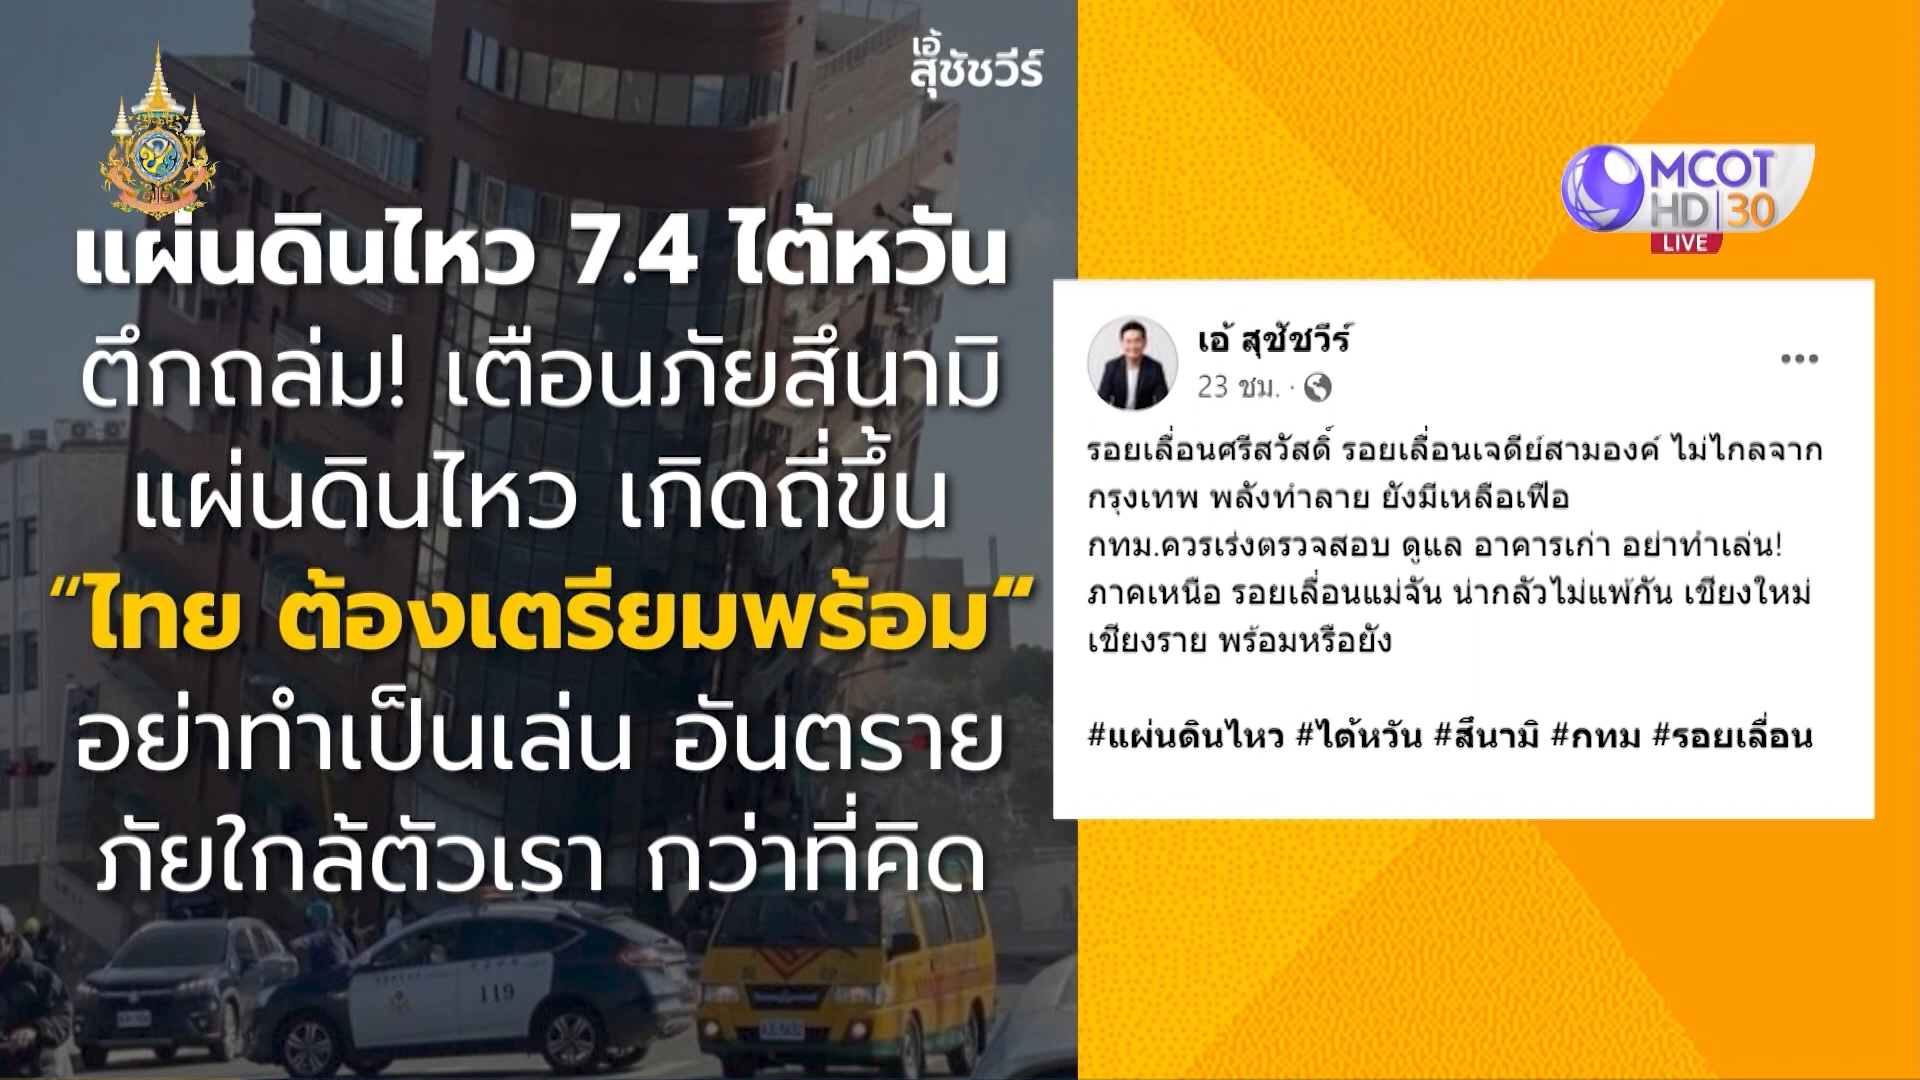 เอ้
สุชัชวีร์
แผ่นดินไหว 7.4 ไต้หวัน
ตึกถล่ม! เตือนภัยสึนามิ
แผ่นดินไหว เกิดถี่ขึ้น
“ไทย ต้องเตรียมพร้อม“
อย่าทำเป็นเล่น อันตราย
ภัยใกล้ตัวเรา กว่าที่คิด
119
MCOT
HD 30
LIVE
เอ้ สุชัชวีร์
23 ชม. ·
รอยเลื่อนศรีสวัสดิ์ รอยเลื่อนเจดีย์สามองค์ ไม่ไกลจาก
กรุงเทพ พลังทำลาย ยังมีเหลือเฟือ
กทม.ควรเร่งตรวจสอบ ดูแล อาคารเก่า อย่าทำเล่น!
ภาคเหนือ รอยเลื่อนแม่จัน น่ากลัวไม่แพ้กัน เชียงใหม่
เชียงราย พร้อมหรือยัง
#แผ่นดินไหว #ไต้หวัน #สึนามิ #กทม #รอยเลื่อน